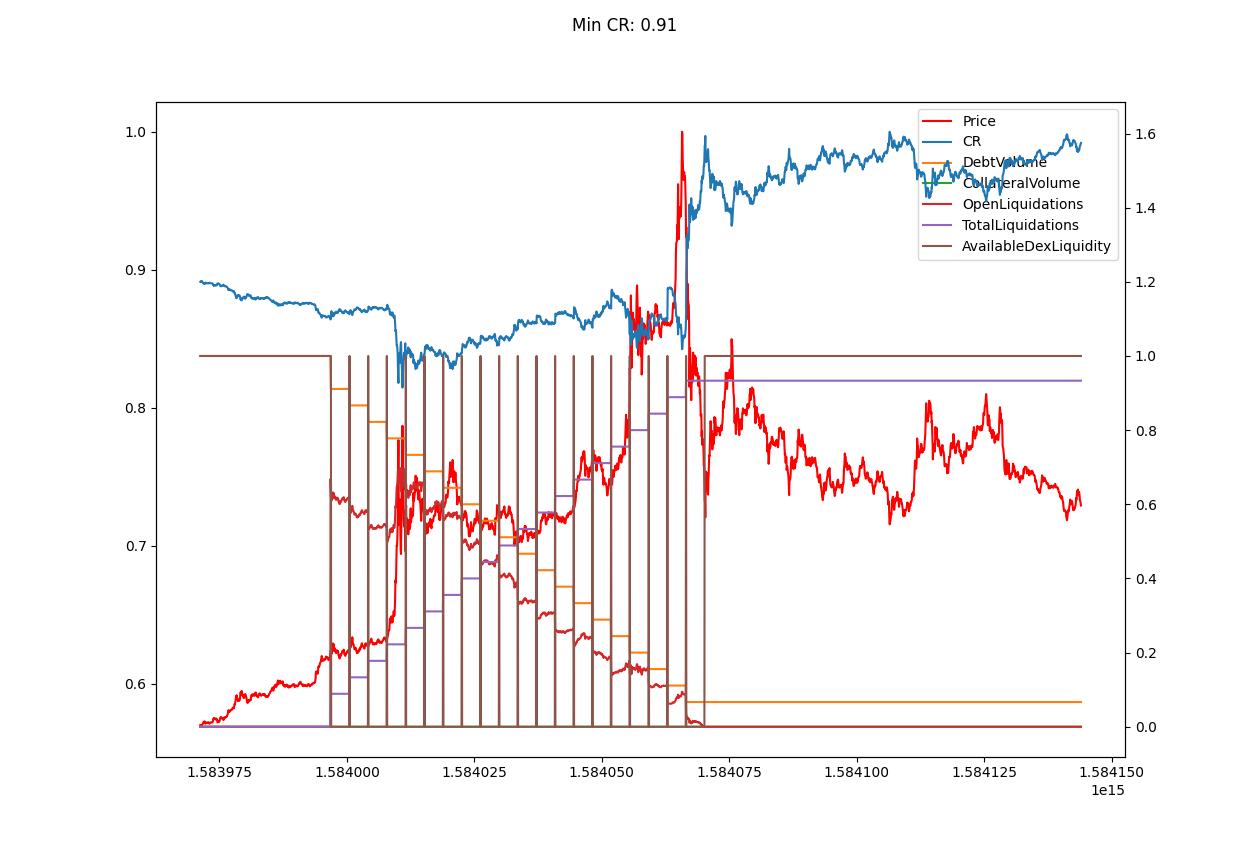 Min CR: 0.91
1.0
0.9
0.8
0.7
0.6
1.6
1.4
1.2
1.0
0.8
0.6
0.4
0.2
0.0
Price
CR
DebtVolume
CollateralVolume
OpenLiquidations
TotalLiquidations
AvailableDexLiquidity
1.583975 1.584000 1.584025 1.584050 1.584075 1.584100 1.584125 1.584150
1e15